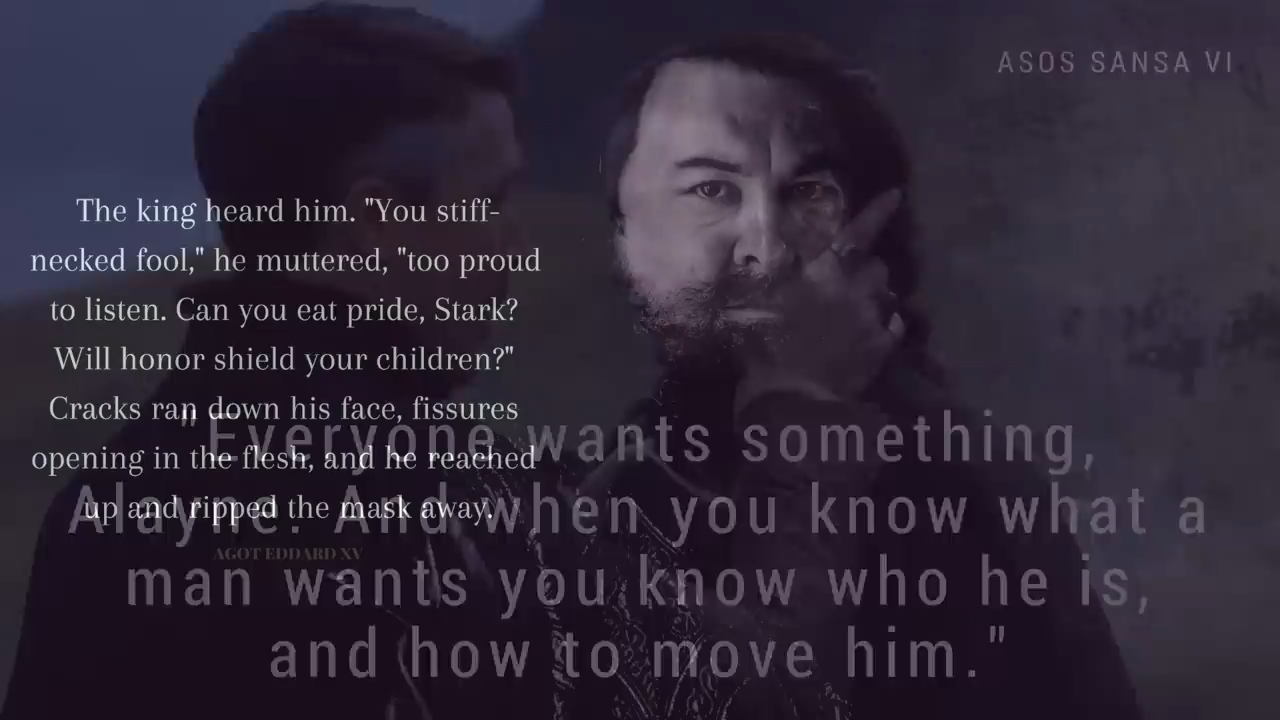 ASOS SANSA VI
The king heard him. "You stiff-
necked fool," he muttered, "too proud
to listen. Can you eat pride, Stark?
Will honor shield your children?"
Cracks ran down his face, fissures
opening in the flesh, and he reached
up and ripped the mask away.
AGOT EDDARD XV
"Everyone wants something,
Alayne. And when you know what a
man wants you know who he is,
and how to move him."